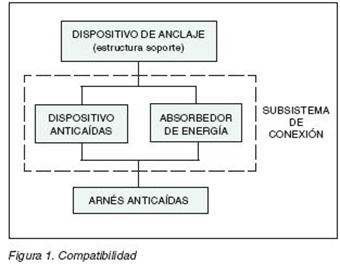 DISPOSITIVO DE ANCLAJE
(estructura soporte)
DISPOSITIVO
ANTICAÍDAS
ABSORBEDOR
DE ENERGÍA
SUBSISTEMA
DE
CONEXIÓN
ARNÉS ANTICAÍDAS
Figura 1. Compatibilidad